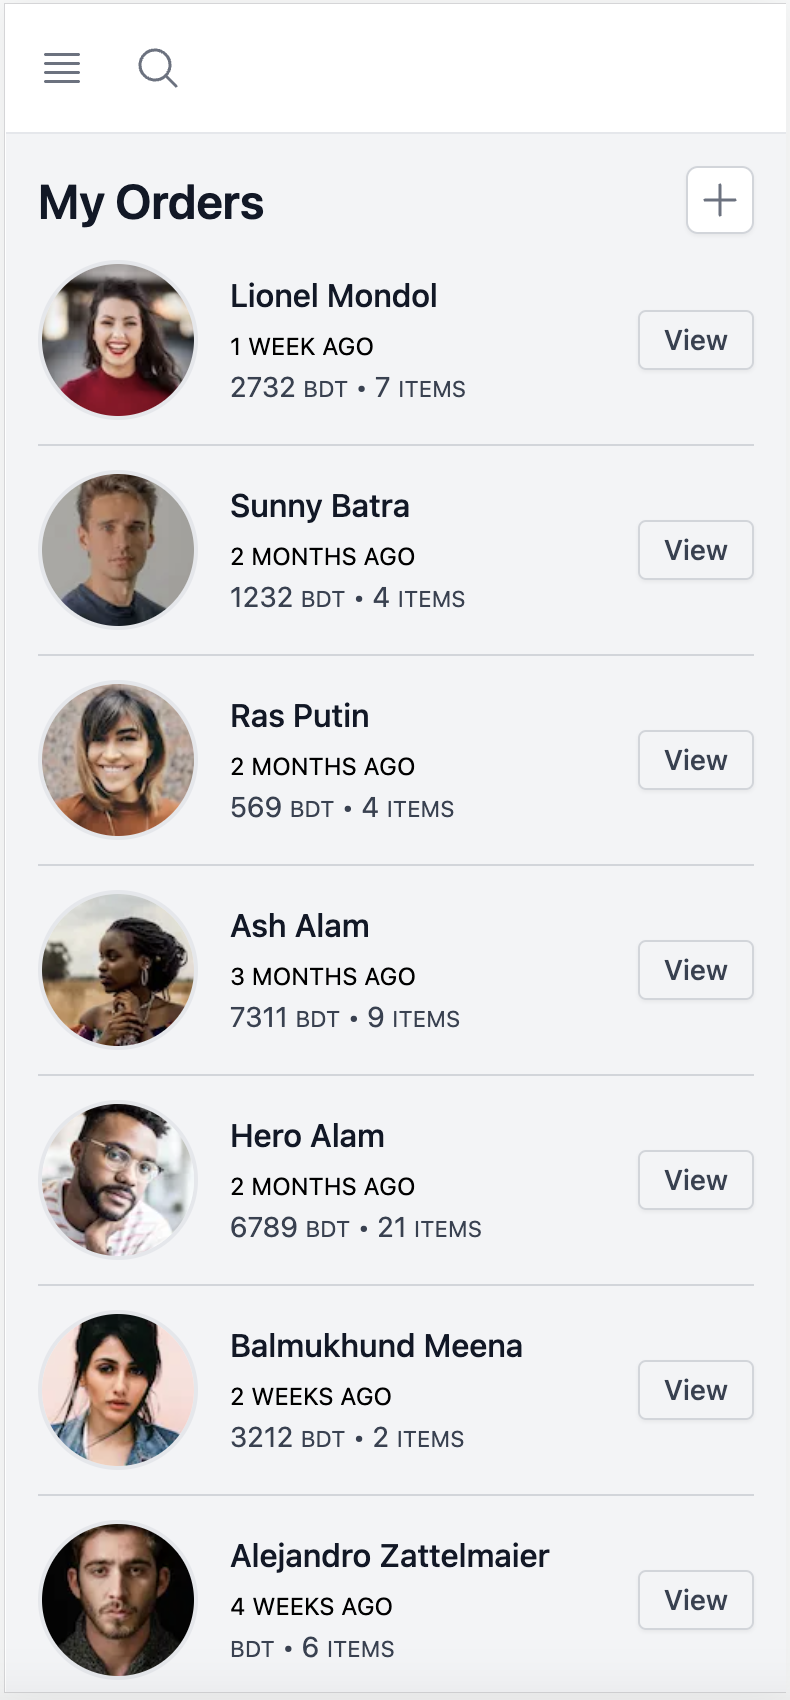 My Orders
Lionel Mondol
1 WEEK AGO
2732 BDT • 7 ITEMS
View
Sunny Batra
2 MONTHS AGO
1232 BDT • 4 ITEMS
View
Ras Putin
2 MONTHS AGO
569 BDT • 4 ITEMS
View
Ash Alam
3 MONTHS AGO
7311 BDT • 9 ITEMS
View
Hero Alam
2 MONTHS AGO
6789 BDT • 21 ITEMS
View
Balmukhund Meena
2 WEEKS AGO
3212 BDT • 2 ITEMS
View
Alejandro Zattelmaier
4 WEEKS AGO
BDT • 6 ITEMS
View